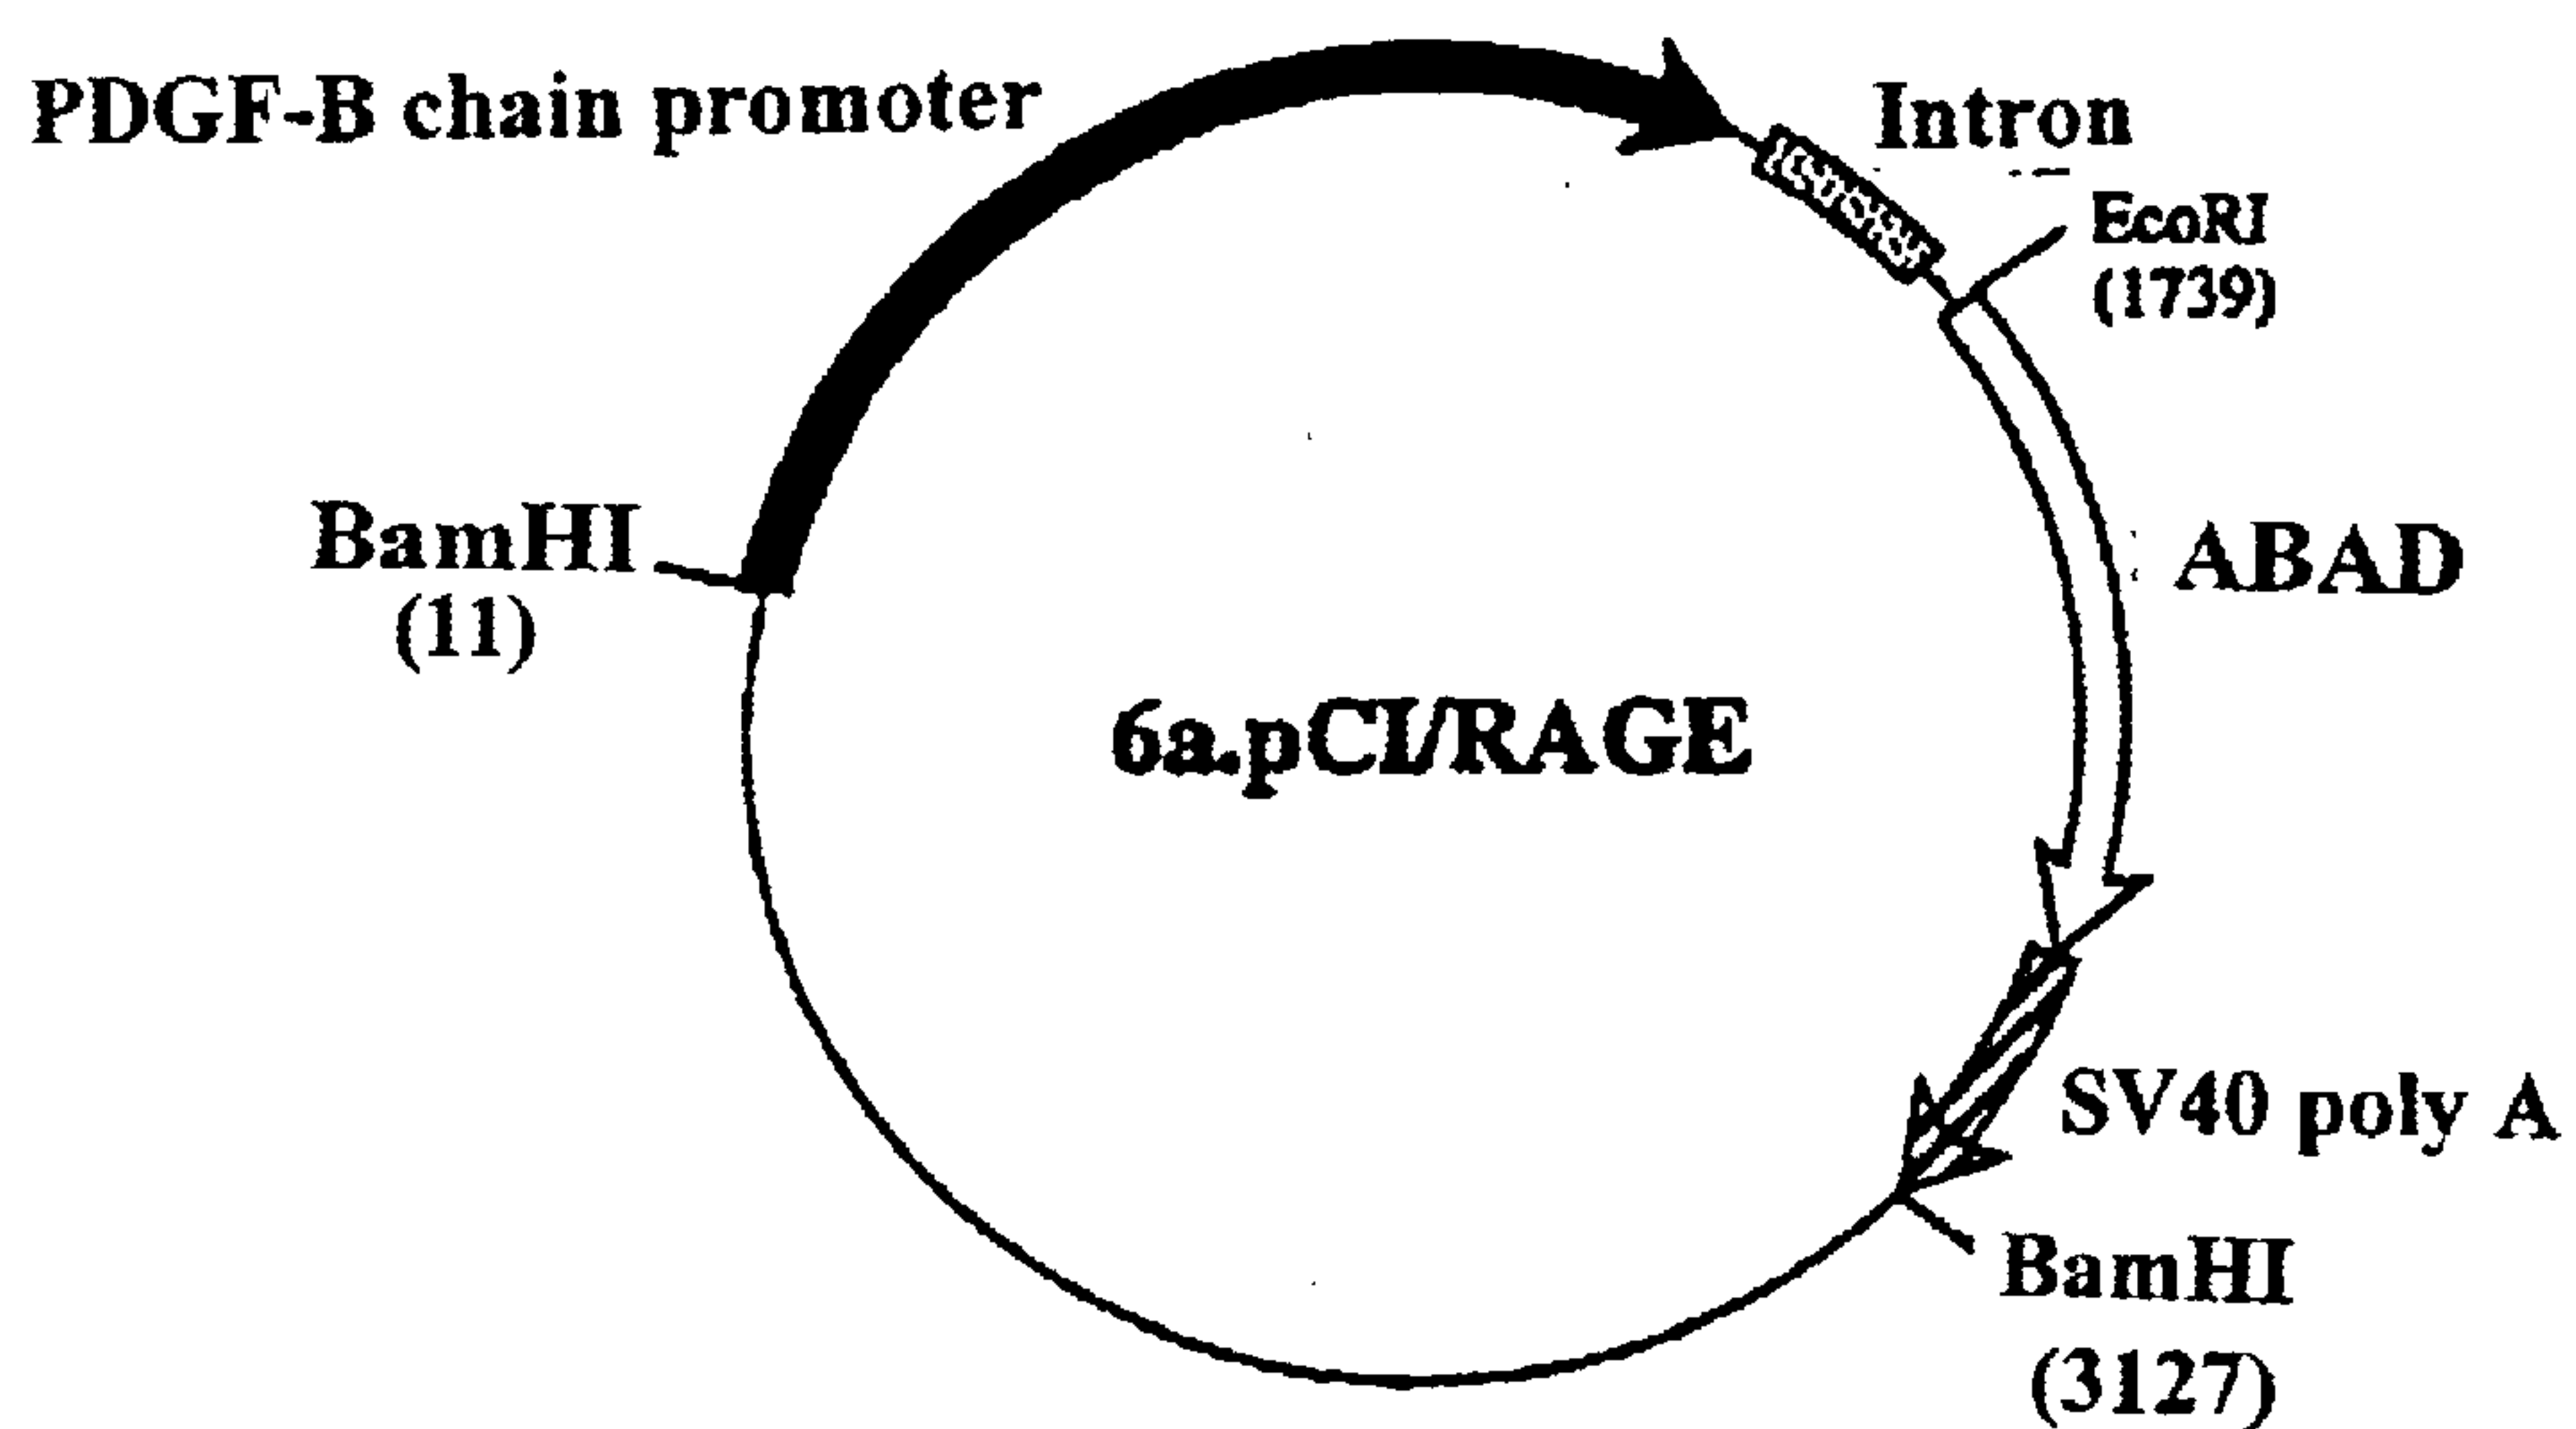 PDGF-B chain promoter
Intron
EcoRI
(1739)
BamHI
(11)
ABAD
6a.pCI/RAGE
SV40 poly A
BamHI
(3127)